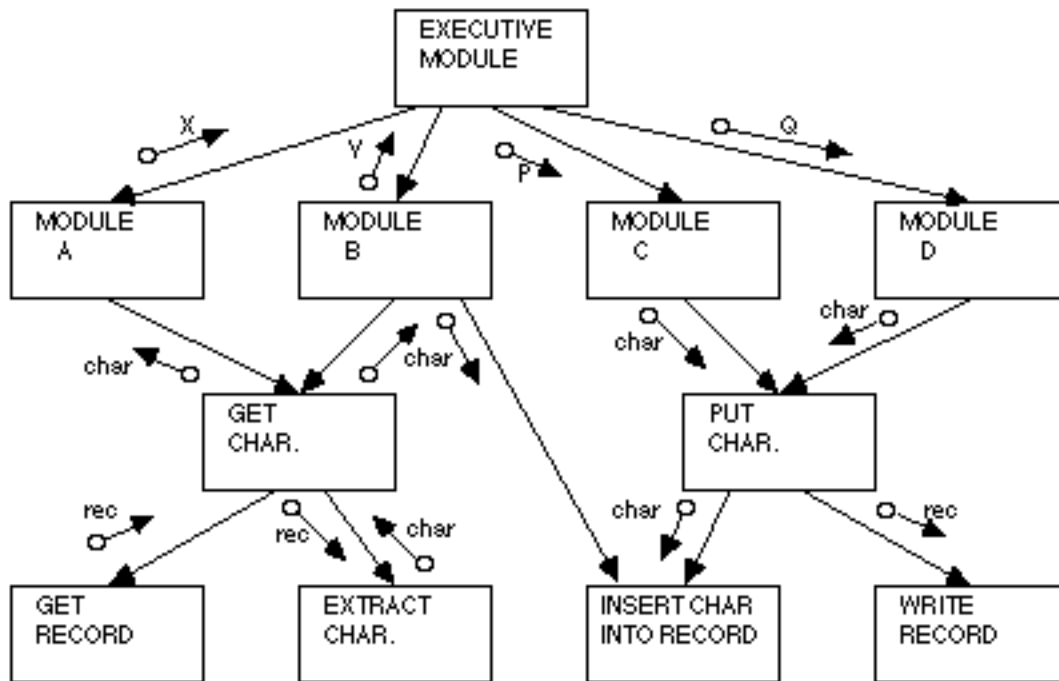 EXECUTIVE
MODULE
X
Y
P
Q
MODULE
A
MODULE
B
MODULE
C
MODULE
D
char
char
char
char
GET
CHAR.
PUT
CHAR.
rec
rec
char
char
rec
GET
RECORD
EXTRACT
CHAR.
INSERT CHAR
INTO RECORD
WRITE
RECORD